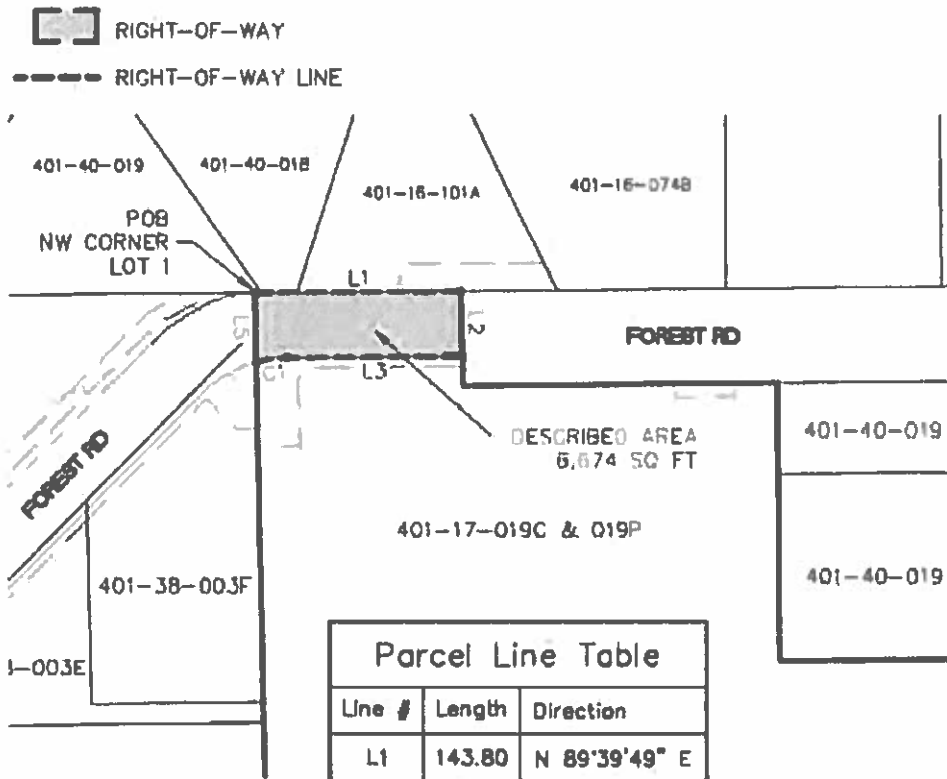 RIGHT-OF-WAY
RIGHT-OF-WAY LINE
401-40-019
401-40-018
401-16-101A
401-16-074B
POB
NW CORNER
LOT 1
L1
L5
L2
FOREST RD
C1
L3
DESCRIBED AREA
6,674 SQ FT
401-40-019
FOREST RD
401-17-019C & 019P
401-38-003F
401-40-019
-003E
Parcel Line Table
Line # Length Direction
L1 143.80 N 89°39'49" E